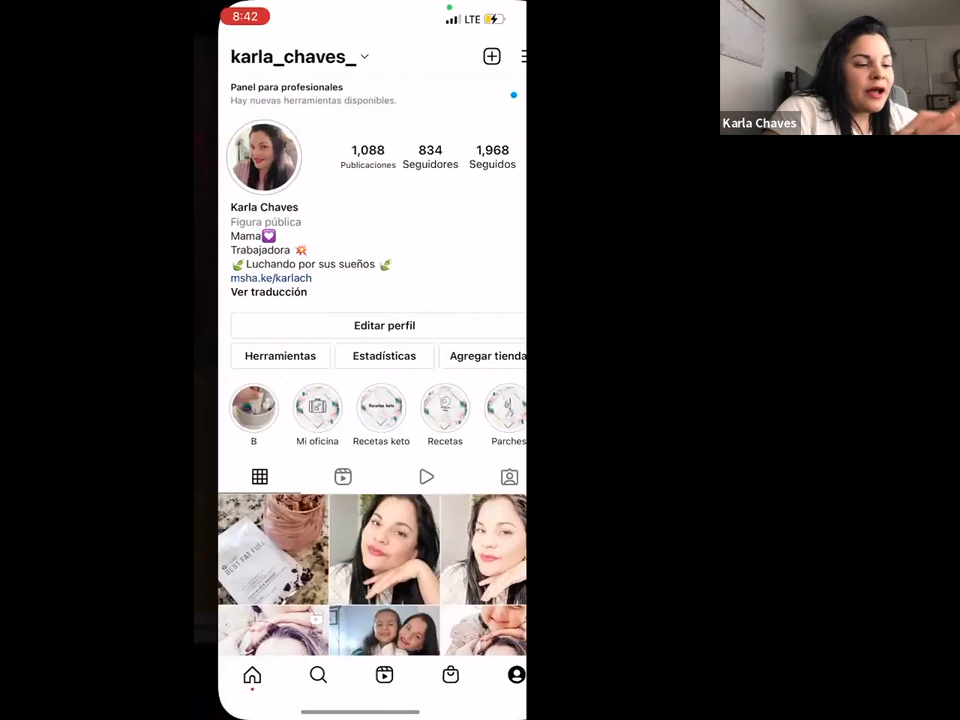 8:42
LTE
karla_chaves_
Panel para profesionales
Hay nuevas herramientas disponibles.
1,088 834 1,968
Publicaciones Seguidores Seguidos
Karla Chaves
Figura pública
Mama💟
Trabajadora 💥
🌿Luchando por sus sueños 🌿
msha.ke/karlach
Ver traducción
Editar perfil
Herramientas Estadísticas Agregar tienda
B Mi oficina Recetas keto Recetas Parches
Recetas keto
BEST FAT FUEL
Karla Chaves